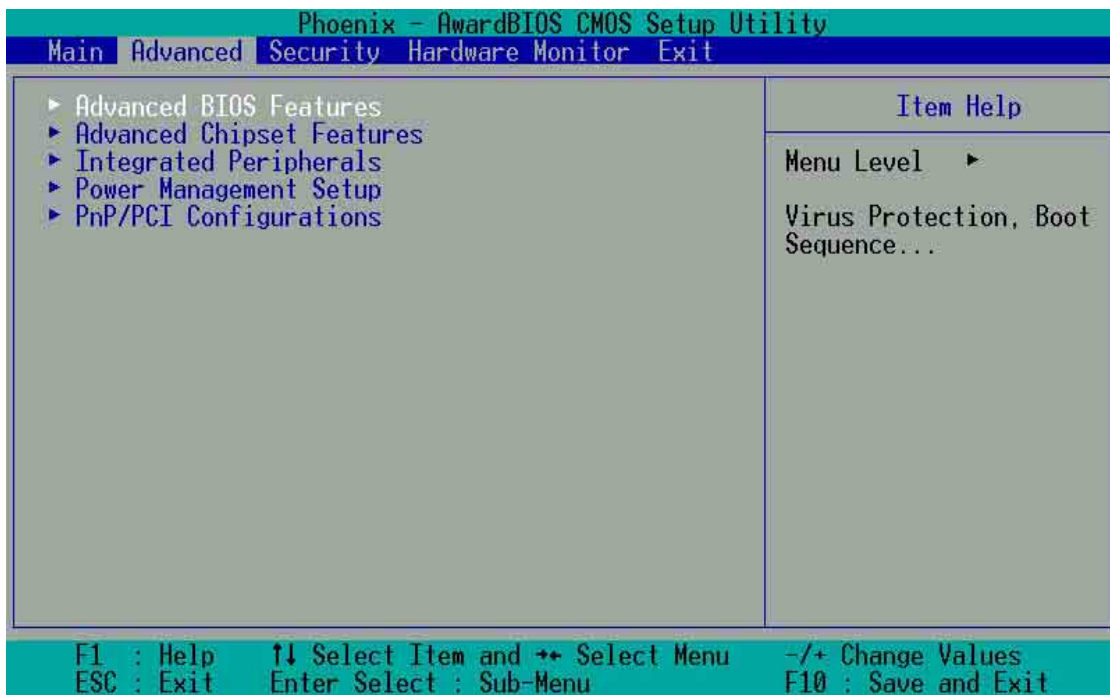 Phoenix - AwardBIOS CMOS Setup Utility
Main Advanced Security Hardware Monitor Exit
▶ Advanced BIOS Features
▶ Advanced Chipset Features
▶ Integrated Peripherals
▶ Power Management Setup
▶ PnP/PCI Configurations
Item Help
Menu Level ▶
Virus Protection, Boot
Sequence...
F1 : Help ↑↓ Select Item and →← Select Menu -/+ Change Values
ESC : Exit Enter Select : Sub-Menu F10 : Save and Exit